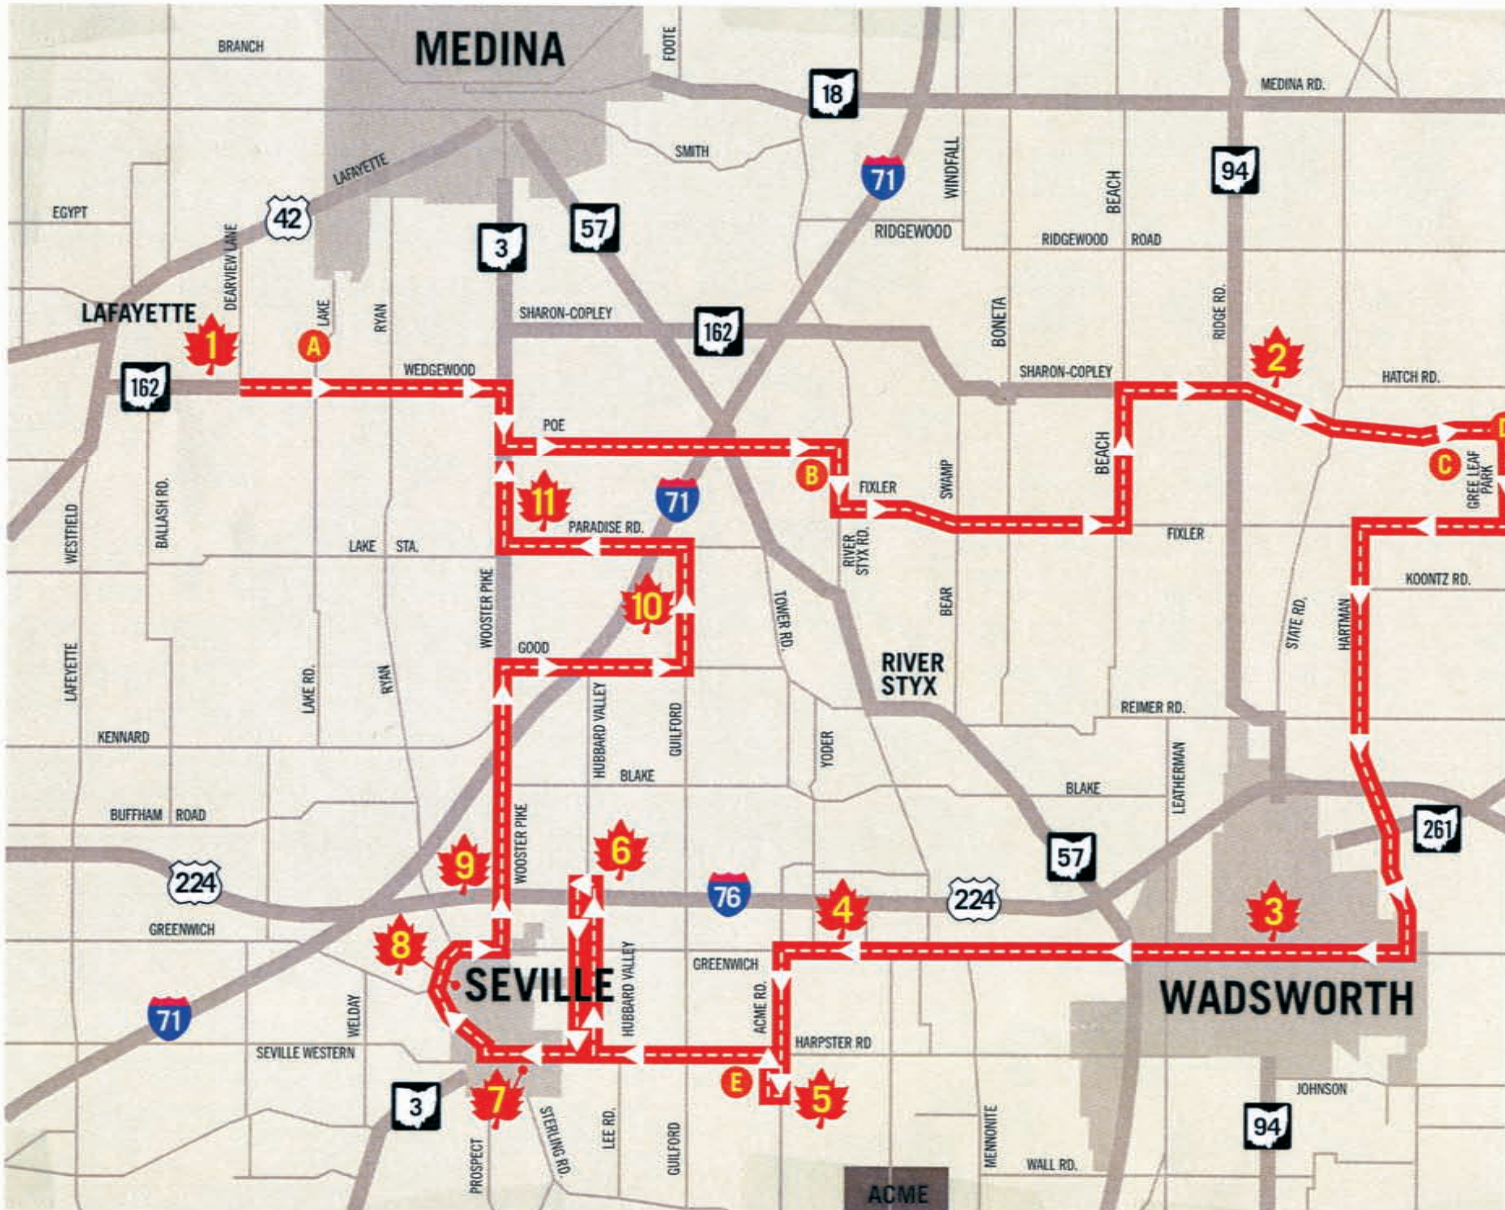 MEDINA
BRANCH
FOOTE
18
MEDINA RD.
SMITH
WINDFALL
71
94
BEACH
LAFAYETTE
42
EGYPT
DEARVIEW LANE
3
57
RIDGEWOOD
RIDGEWOOD ROAD
LAFAYETTE
1
LAKE
A
RYAN
SHARON-COPLEY
162
BONETA
RIDGE RD.
2
162
WEDGEWOOD
SHARON-COPLEY
HATCH RD.
POE
B
BEACH
C
D
GREE LEAF
PARK
11
71
FIXLER
SWAMP
WESTFIELD
BALLASH RD.
LAKE STA.
PARADISE RD.
RIVER
STYX RD.
FIXLER
KOONTZ RD.
WOOSTER PIKE
10
TOWER RD.
BEAR
STATE RD.
HARTMAN
GOOD
RIVER
STYX
LAFEYETTE
LAKE RD.
RYAN
HUBBARD VALLEY
GUILFORD
YODER
REIMER RD.
KENNARD
LEATHERMAN
BLAKE
BLAKE
BUFFHAM ROAD
WOOSTER PIKE
261
224
9
6
76
4
224
57
3
GREENWICH
8
SEVILLE
HUBBARD VALLEY
GREENWICH
ACME RD.
WADSWORTH
71
WELDAY
SEVILLE WESTERN
HARPSTER RD
3
7
E
5
JOHNSON
94
PROSPECT
STERLING RD.
LEE RD.
GUILFORD
MENNONITE
WALL RD.
ACME